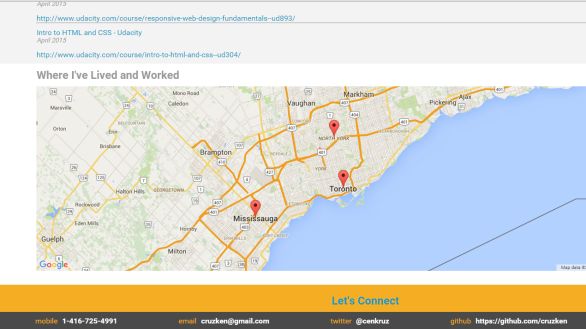 April 2015
http://www.udacity.com/course/responsive-web-design-fundamentals--ud893/
Intro to HTML and CSS - Udacity
April 2015
http://www.udacity.com/course/intro-to-html-and-css--ud304/
Where I've Lived and Worked
Mono Road
Caledon
Marsville
Orton
Erin
Brisbane
BELFOUNTAIN
Vaughan
Markham
Pickering
Ajax
NORTH YORK
Brampton
Halton Hills
GEORGETOWN
YORK
Rockwood
Eden Mills
Toronto
Mississauga
Guelph
Hornby
Milton
Google
Map data
Let's Connect
mobile 1-416-725-4991 email cruzken@gmail.com twitter @cenkruz github https://github.com/cruzken